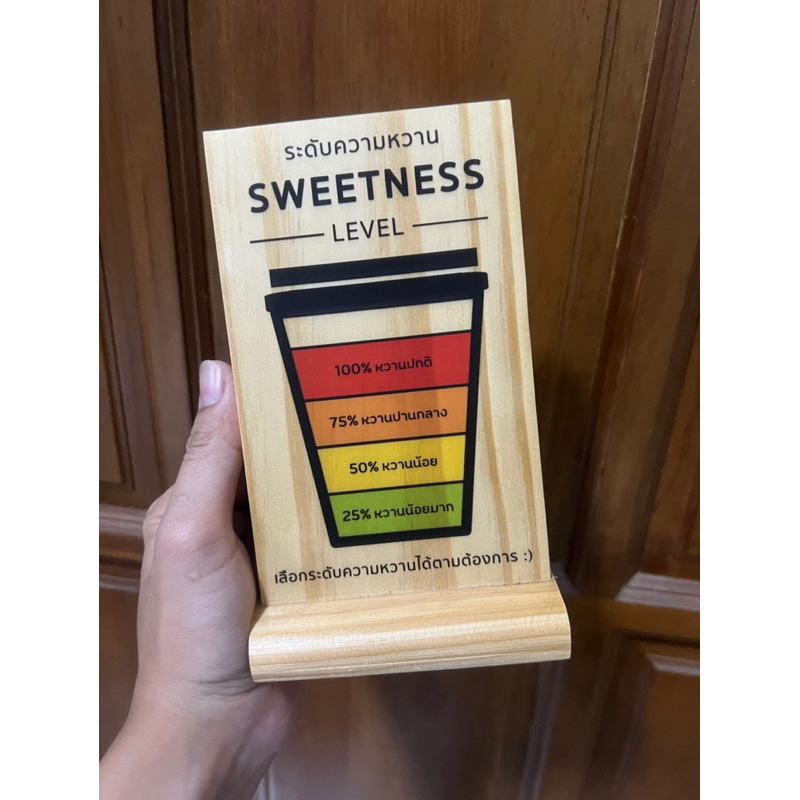 ระดับความหวาน
SWEETNESS
LEVEL
100% หวานปกติ
75% หวานปานกลาง
50% หวานน้อย
25% หวานน้อยมาก
เลือกระดับความหวานได้ตามต้องการ :)